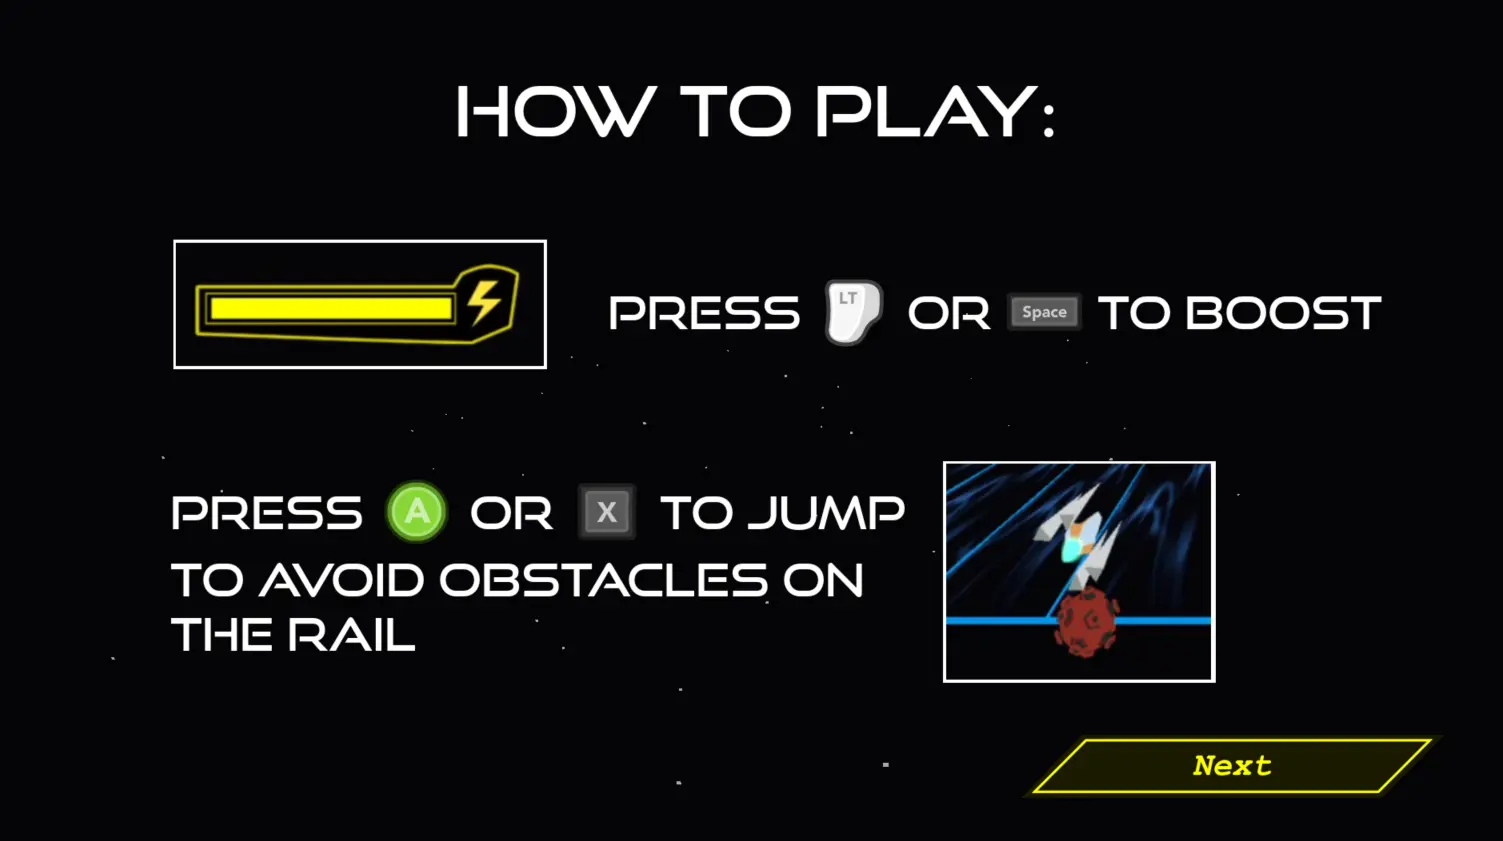 HOW TO PLAY:
PRESS LT OR Space TO BOOST
PRESS A OR X TO JUMP
TO AVOID OBSTACLES ON
THE RAIL
Next